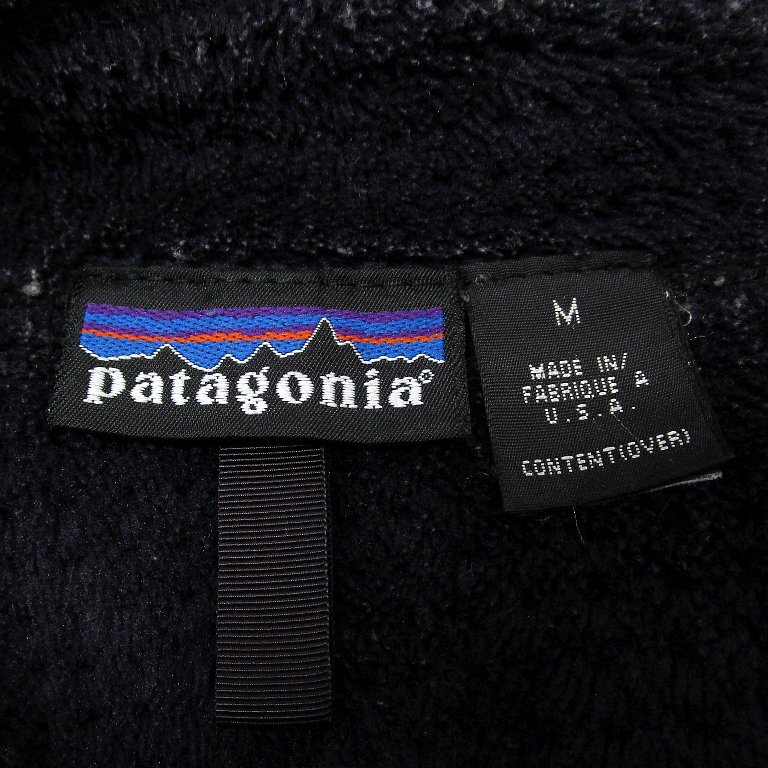 patagonia®
M
MADE IN/
FABRIQUE A
U.S.A.
CONTENT(OVER)